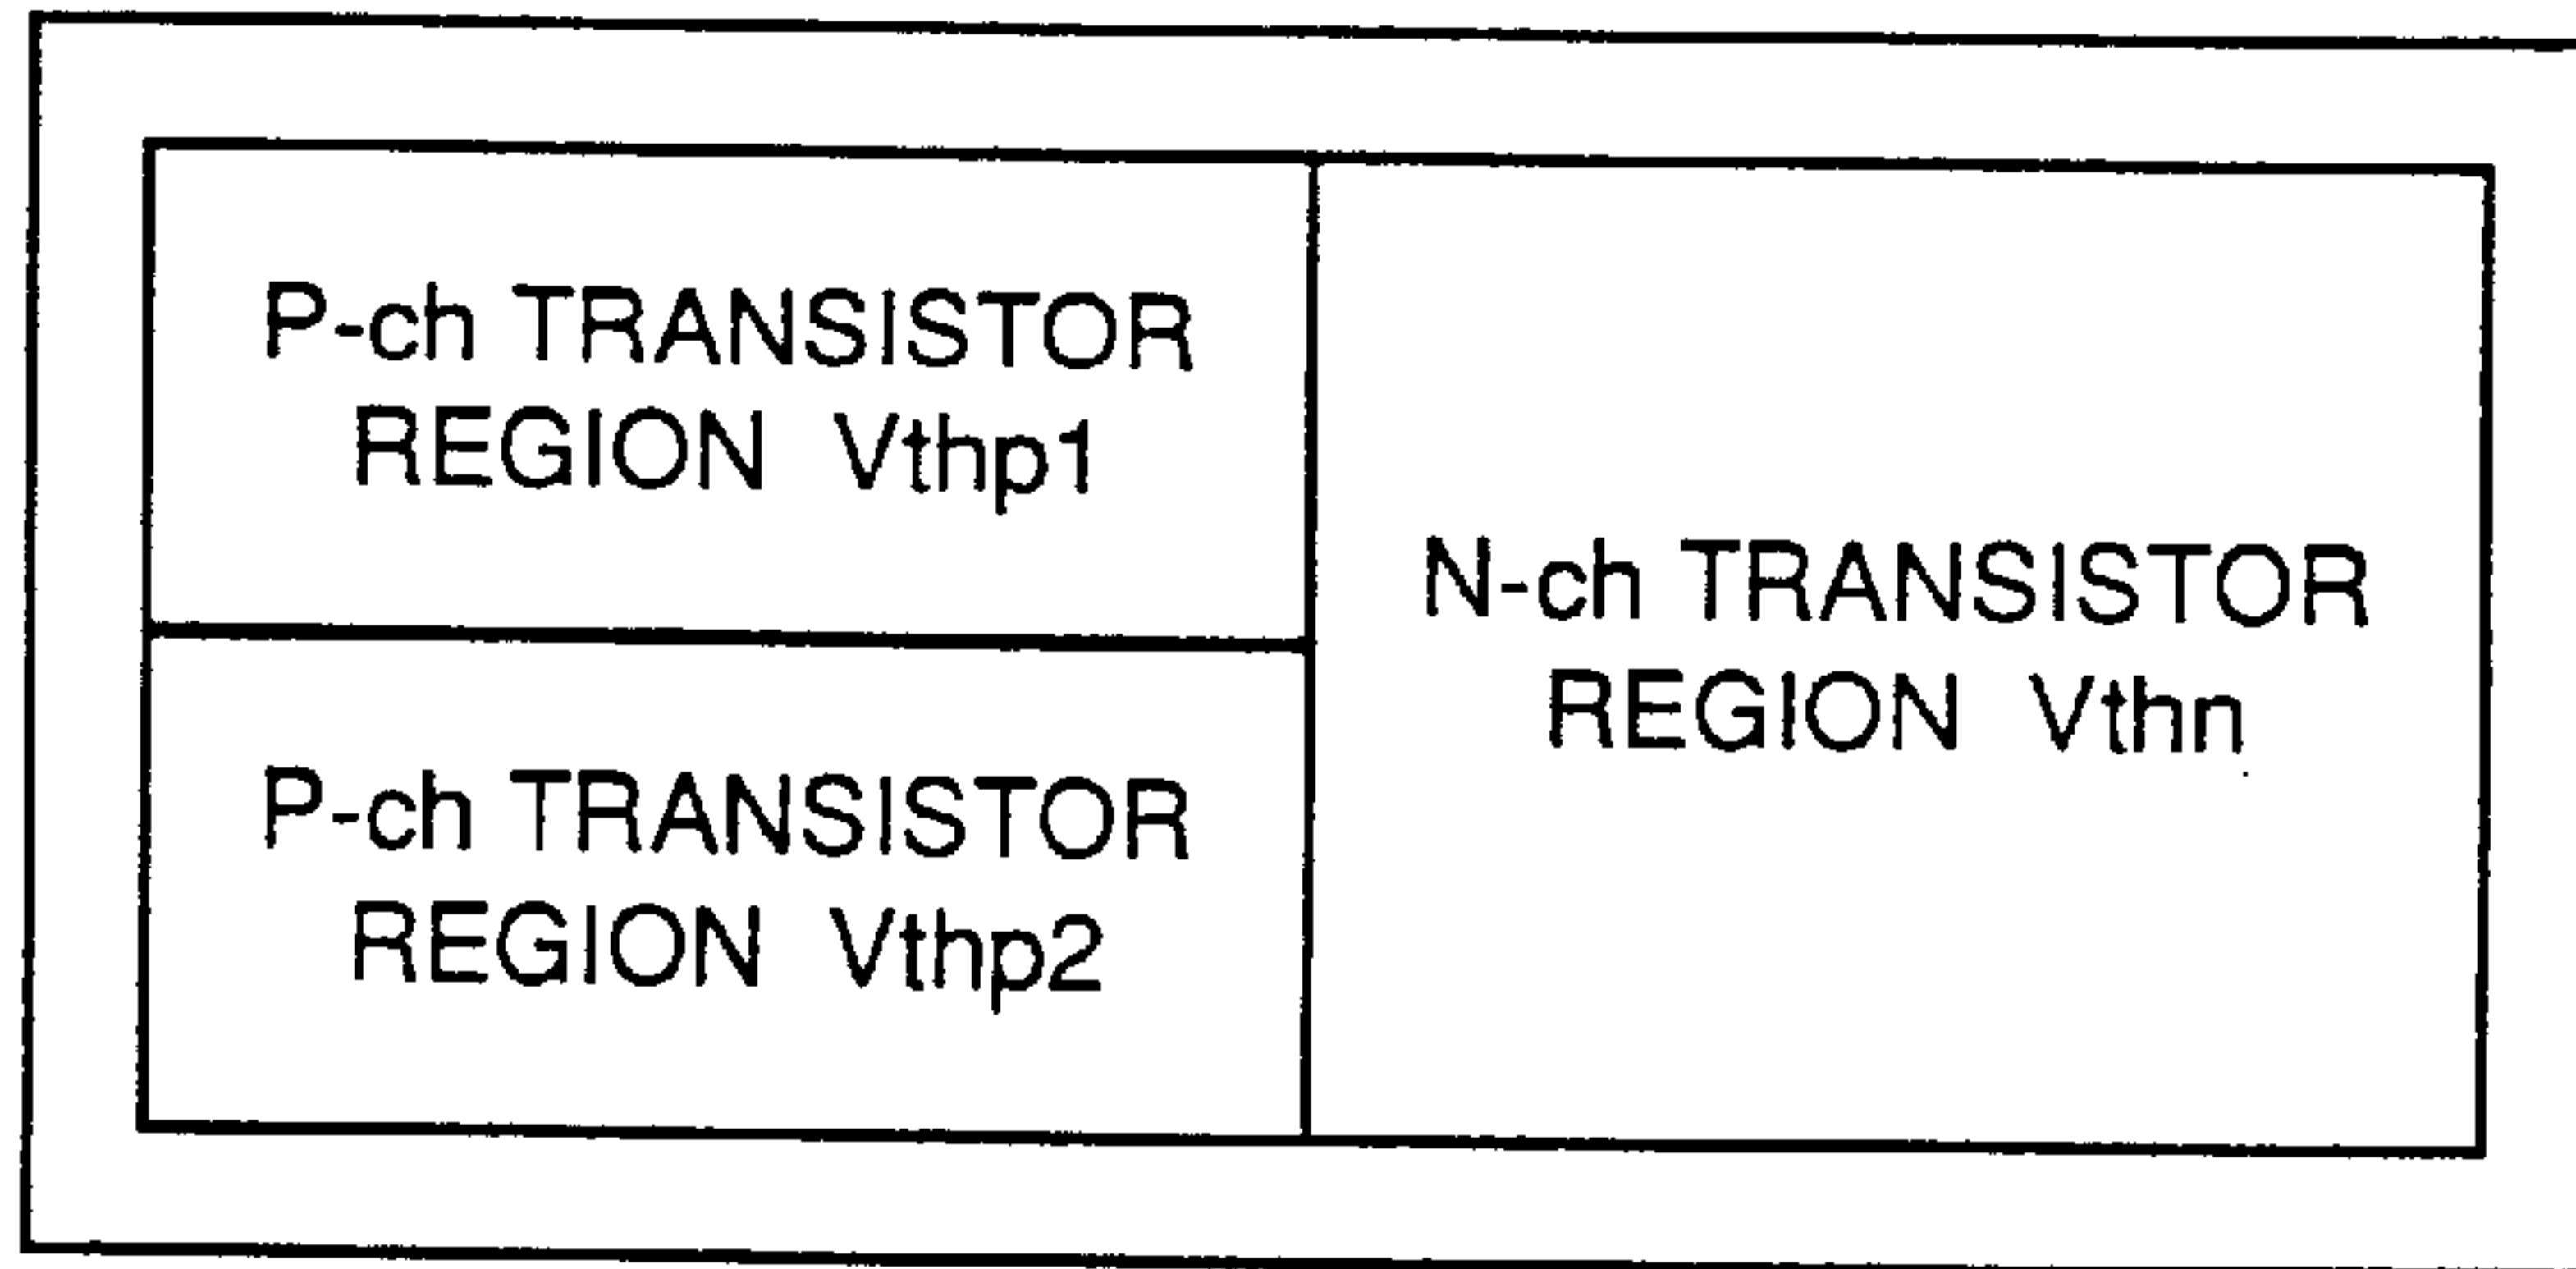 P-ch TRANSISTOR
REGION Vthp1
P-ch TRANSISTOR
REGION Vthp2
N-ch TRANSISTOR
REGION Vthn